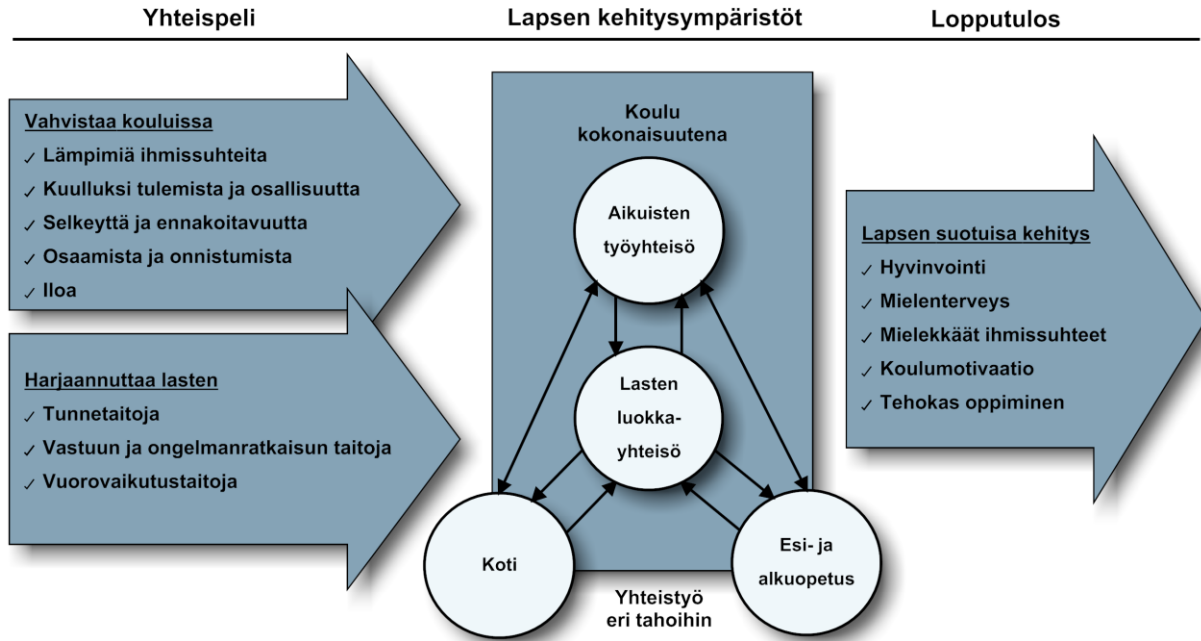 Yhteispeli
Lapsen kehitysympäristöt
Lopputulos
Vahvistaa kouluissa
✓ Lämpimiä ihmissuhteita
✓ Kuulluksi tulemista ja osallisuutta
✓ Selkeyttä ja ennakoitavuutta
✓ Osaamista ja onnistumista
✓ Iloa
Harjaannuttaa lasten
✓ Tunnetaitoja
✓ Vastuun ja ongelmanratkaisun taitoja
✓ Vuorovaikutustaitoja
Koulu
kokonaisuutena
Aikuisten
työyhteisö
Lasten
luokka-
yhteisö
Koti
Esi- ja
alkuopetus
Yhteistyö
eri tahoihin
Lapsen suotuisa kehitys
✓ Hyvinvointi
✓ Mielenterveys
✓ Mielekkäät ihmissuhteet
✓ Koulumotivaatio
✓ Tehokas oppiminen